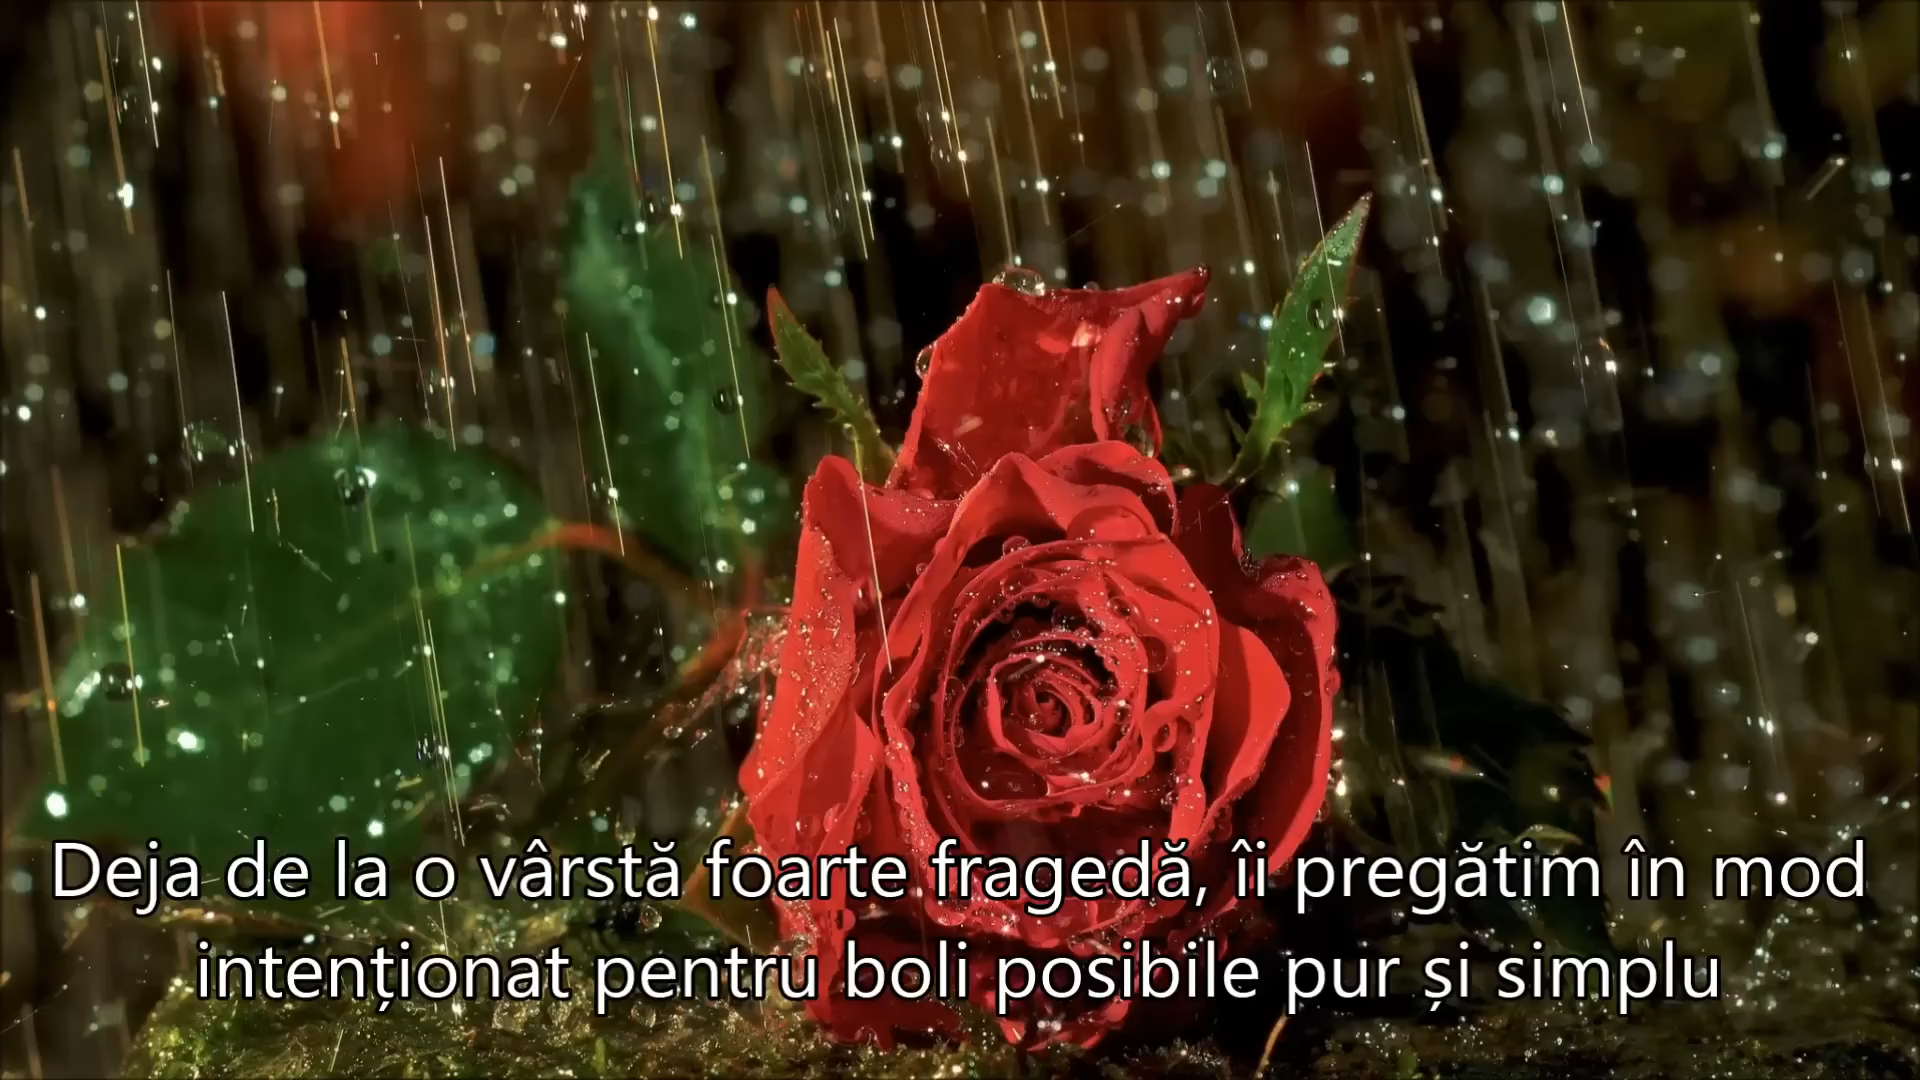 Deja de la o vârstă foarte fragedă, îi pregătim în mod
intenționat pentru boli posibile pur și simplu